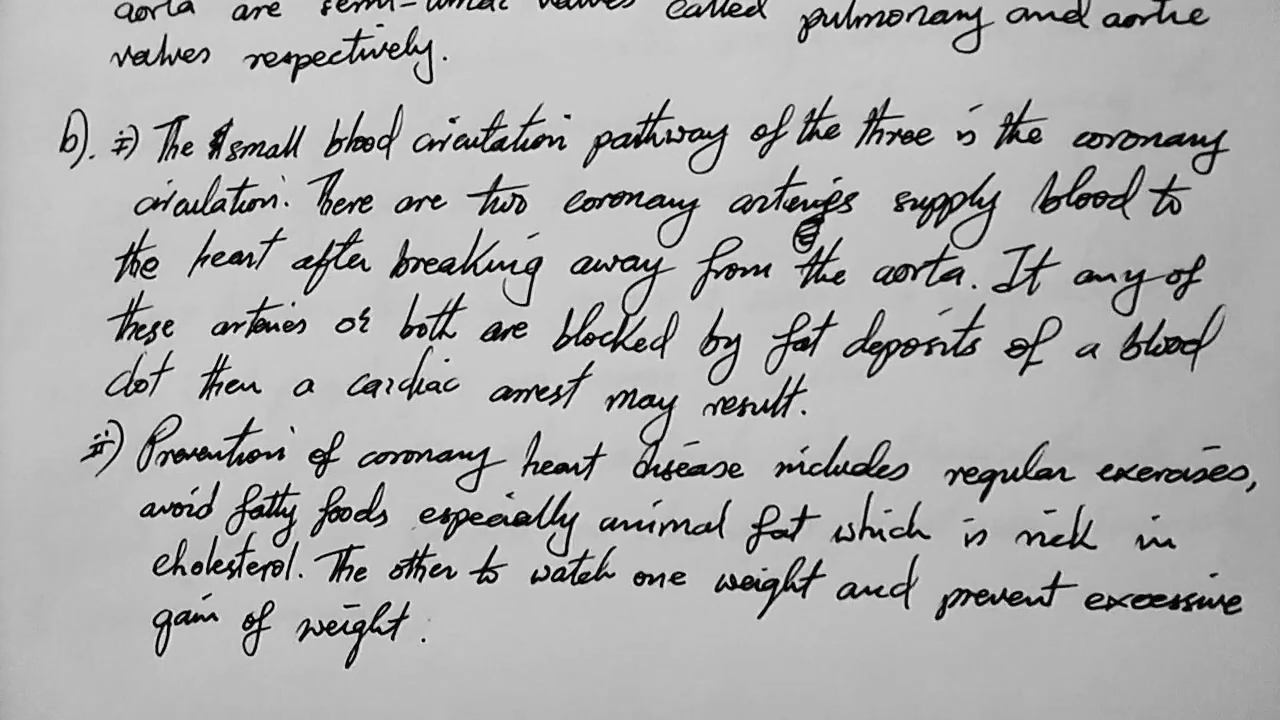 aorta are semi-lunar valves called pulmonary and aortic
valves respectively.
b). i) The small blood circulation pathway of the three is the coronary
circulation. There are two coronary arteries supply blood to
the heart after breaking away from the aorta. It any of
these arteries or both are blocked by fat deposits of a blood
clot then a cardiac arrest may result.
ii) Prevention of coronary heart disease includes regular exercises,
avoid fatty foods especially animal fat which is rick in
cholesterol. The other to watch one weight and prevent excessive
gain of weight.